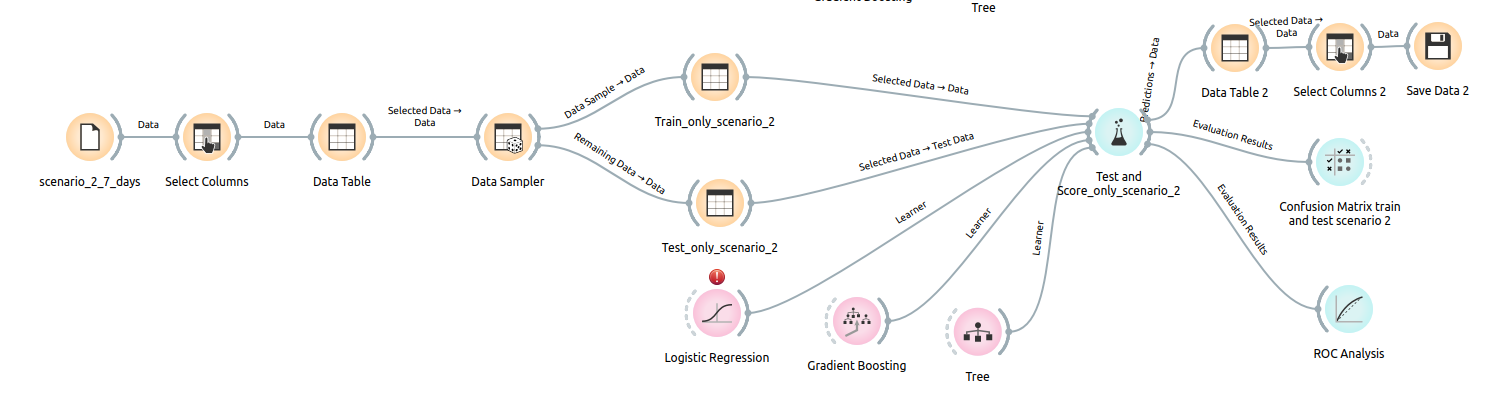 Gradient Boosting
Tree
scenario_2_7_days
Data
Select Columns
Data
Data Table
Selected Data →
Data
Data Sampler
Data Sample → Data
Remaining Data → Data
Train_only_scenario_2
Selected Data → Data
Test_only_scenario_2
Selected Data → Test Data
!
Logistic Regression
Learner
Gradient Boosting
Learner
Tree
Learner
Test and
Score_only_scenario_2
Predictions → Data
Data Table 2
Selected Data →
Data
Select Columns 2
Data
Save Data 2
Evaluation Results
Confusion Matrix train
and test scenario 2
Evaluation Results
ROC Analysis